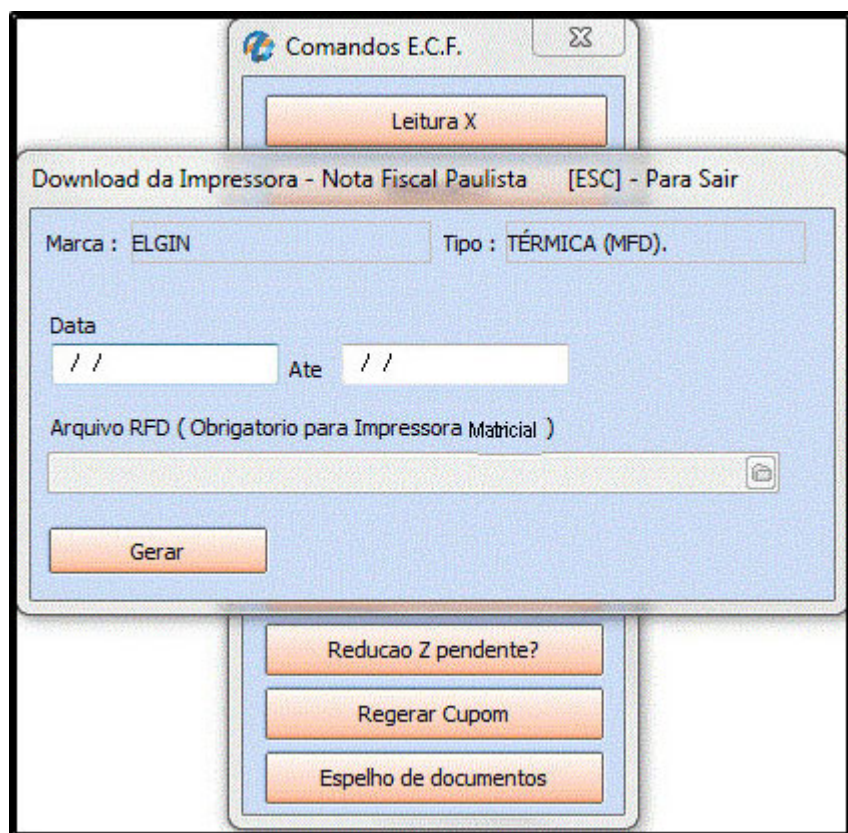 Comandos E.C.F.
Leitura X
Download da Impressora - Nota Fiscal Paulista [ESC] - Para Sair
Marca : ELGIN Tipo : TÉRMICA (MFD).
Data
/ / Ate / /
Arquivo RFD ( Obrigatorio para Impressora Matricial )
Gerar
Reducao Z pendente?
Regerar Cupom
Espelho de documentos